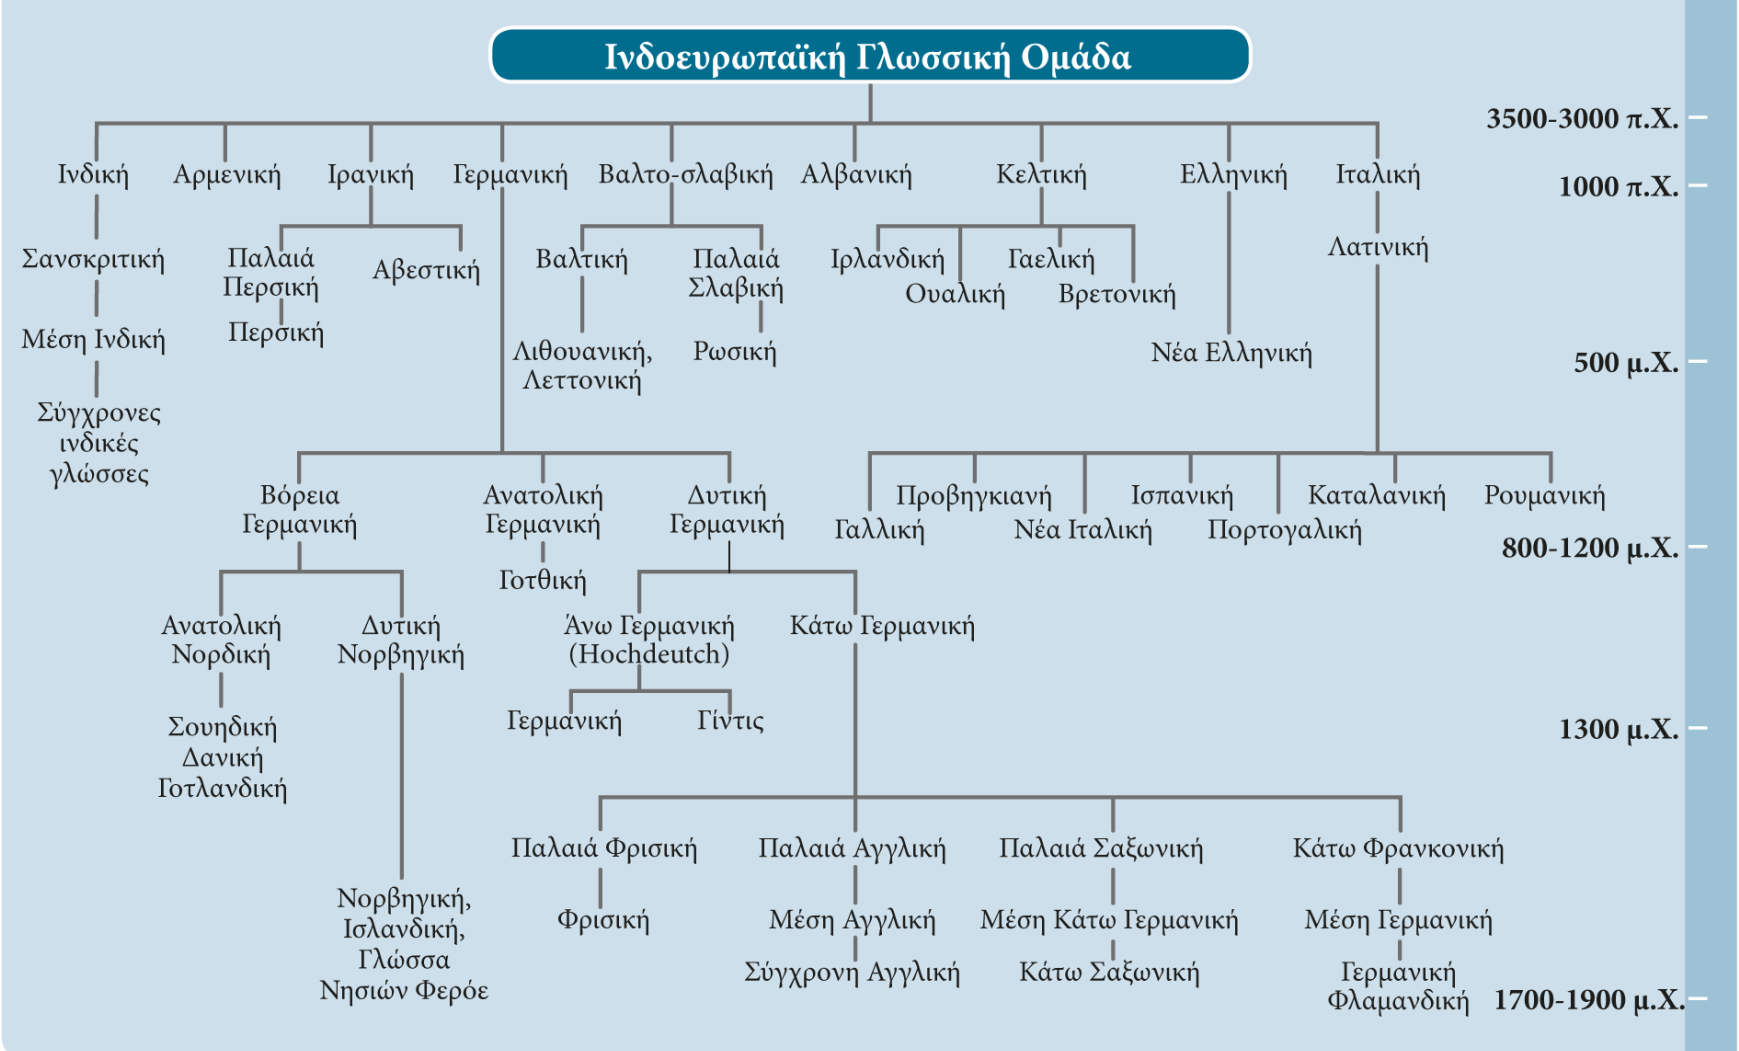 Ινδοευρωπαϊκή Γλωσσική Ομάδα
3500-3000 π.Χ.
Ινδική
Αρμενική
Ιρανική
Γερμανική
Βαλτο-σλαβική
Αλβανική
Κελτική
Ελληνική
Ιταλική
1000 π.Χ.
Σανσκριτική
Παλαιά
Περσική
Αβεστική
Βαλτική
Παλαιά
Σλαβική
Ιρλανδική
Ουαλική
Γαελική
Βρετονική
Λατινική
Μέση Ινδική
Περσική
Λιθουανική,
Λεττονική
Ρωσική
Νέα Ελληνική
500 μ.Χ.
Σύγχρονες
ινδικές
γλώσσες
Βόρεια
Γερμανική
Ανατολική
Γερμανική
Δυτική
Γερμανική
Γαλλική
Προβηγκιανή
Νέα Ιταλική
Ισπανική
Πορτογαλική
Καταλανική
Ρουμανική
800-1200 μ.Χ.
Γοτθική
Ανατολική
Νορδική
Δυτική
Νορβηγική
Άνω Γερμανική
(Hochdeutch)
Κάτω Γερμανική
Γερμανική
Γίντις
1300 μ.Χ.
Σουηδική
Δανική
Γοτλανδική
Παλαιά Φρισική
Παλαιά Αγγλική
Παλαιά Σαξωνική
Κάτω Φρανκονική
Νορβηγική,
Ισλανδική,
Γλώσσα
Νησιών Φερόε
Φρισική
Μέση Αγγλική
Μέση Κάτω Γερμανική
Μέση Γερμανική
Σύγχρονη Αγγλική
Κάτω Σαξωνική
Γερμανική
Φλαμανδική
1700-1900 μ.Χ.